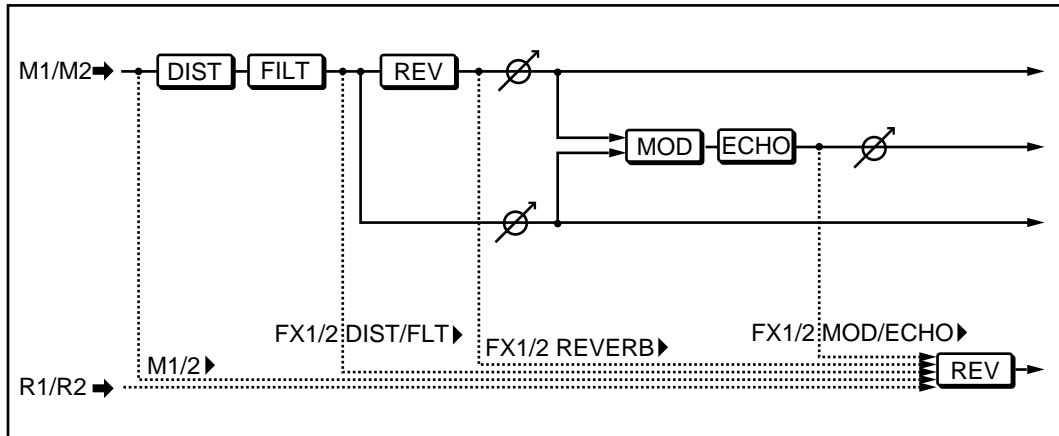 M1/M2
DIST
FILT
REV
MOD
ECHO
FX1/2 DIST/FLT
FX1/2 MOD/ECHO
FX1/2 REVERB
M1/2
REV
R1/R2